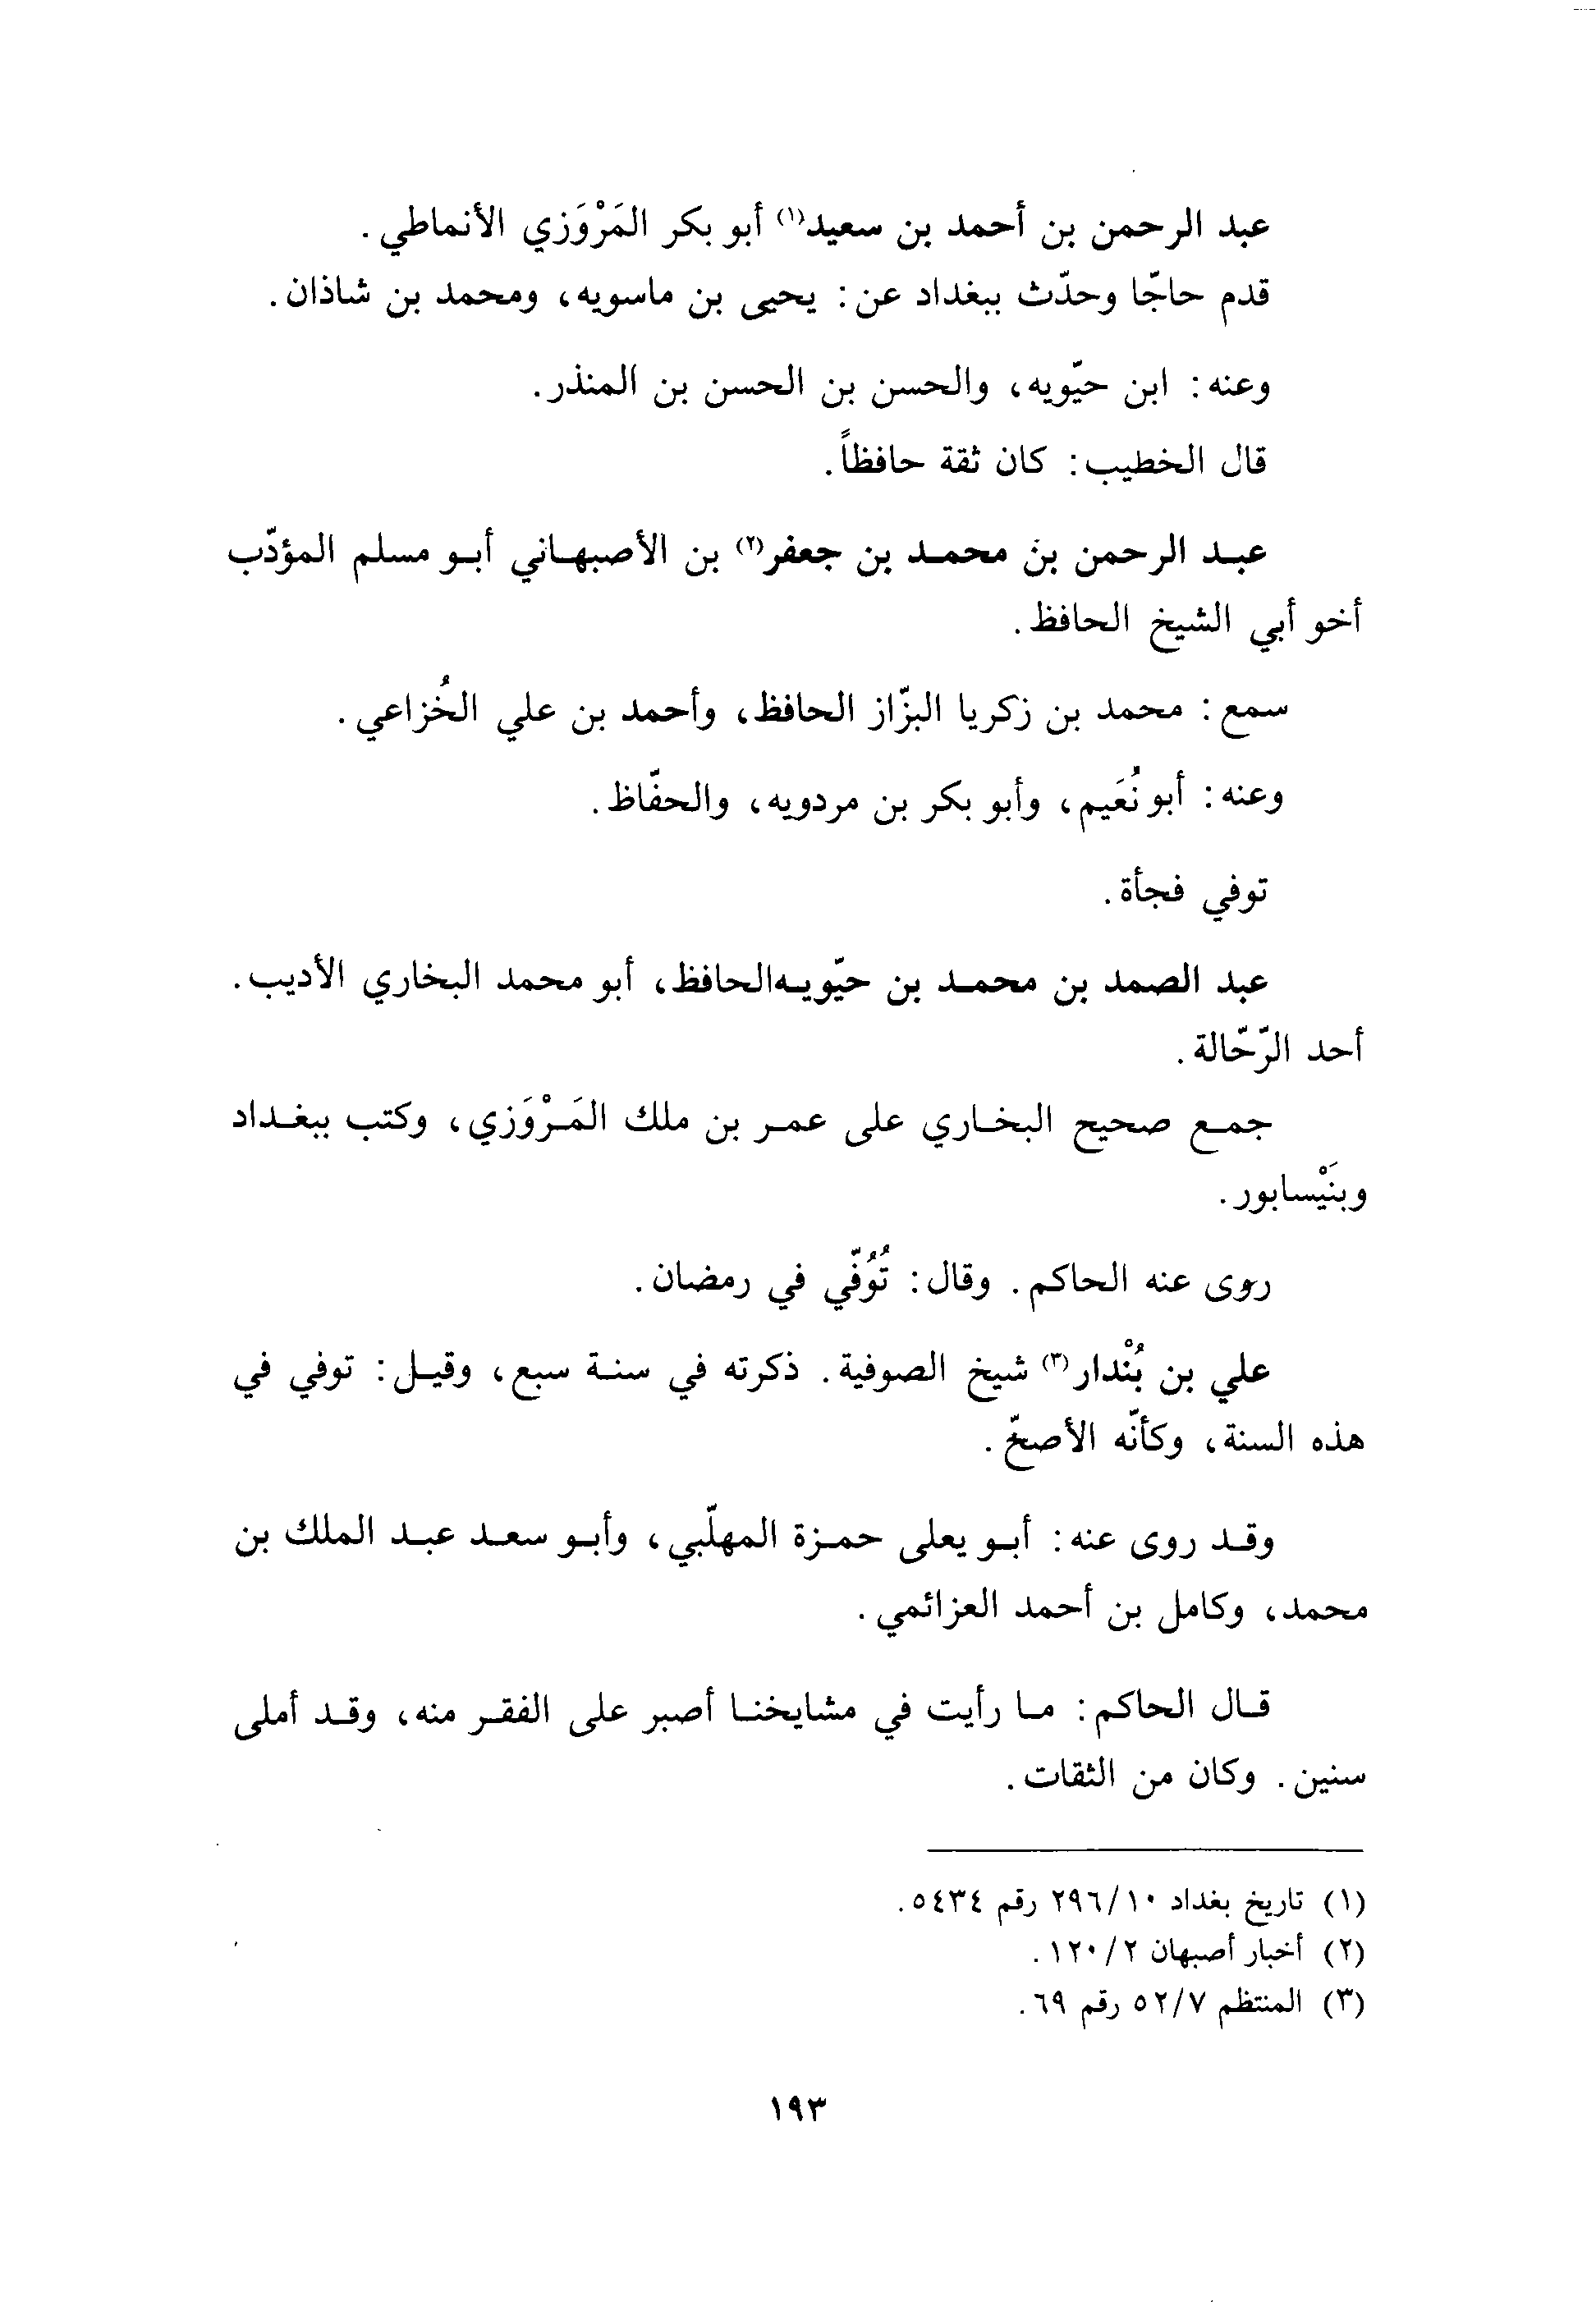 عبد الرحمن بن أحمد بن سعيد(١) أبو بكر المَرْوَزي الأنماطي.
قدم حاجّا وحدّث ببغداد عن: يحيى بن ماسويه، ومحمد بن شاذان.
وعنه: ابن حيّويه، والحسن بن الحسن بن المنذر.
قال الخطيب: كان ثقة حافظاً.
عبد الرحمن بن محمد بن جعفر(٢) بن الأصبهاني أبو مسلم المؤدّب
أخو أبي الشيخ الحافظ.
سمع: محمد بن زكريا البزّاز الحافظ، وأحمد بن علي الخُزاعي.
وعنه: أبو نُعَيم، وأبو بكر بن مردويه، والحفّاظ.
توفي فجأة.
عبد الصمد بن محمد بن حيّويه الحافظ، أبو محمد البخاري الأديب.
أحد الرّحّالة.
جمع صحيح البخاري على عمر بن ملك المَرْوَزي، وكتب ببغداد
وبنَيْسابور.
روى عنه الحاكم. وقال: تُوُفّي في رمضان.
علي بن بُنْدار(٣) شيخ الصوفية. ذكرته في سنة سبع، وقيل: توفي في
هذه السنة، وكأنّه الأصحّ.
وقد روى عنه: أبو يعلى حمزة المهلّبي، وأبو سعد عبد الملك بن
محمد، وكامل بن أحمد العزائمي.
قال الحاكم: ما رأيت في مشايخنا أصبر على الفقر منه، وقد أملى
سنين. وكان من الثقات.
(١) تاريخ بغداد ٢٩٦/١٠ رقم ٥٤٣٤.
(٢) أخبار أصبهان ١٢٠/٢.
(٣) المنتظم ٥٢/٧ رقم ٦٩.
١٩٣